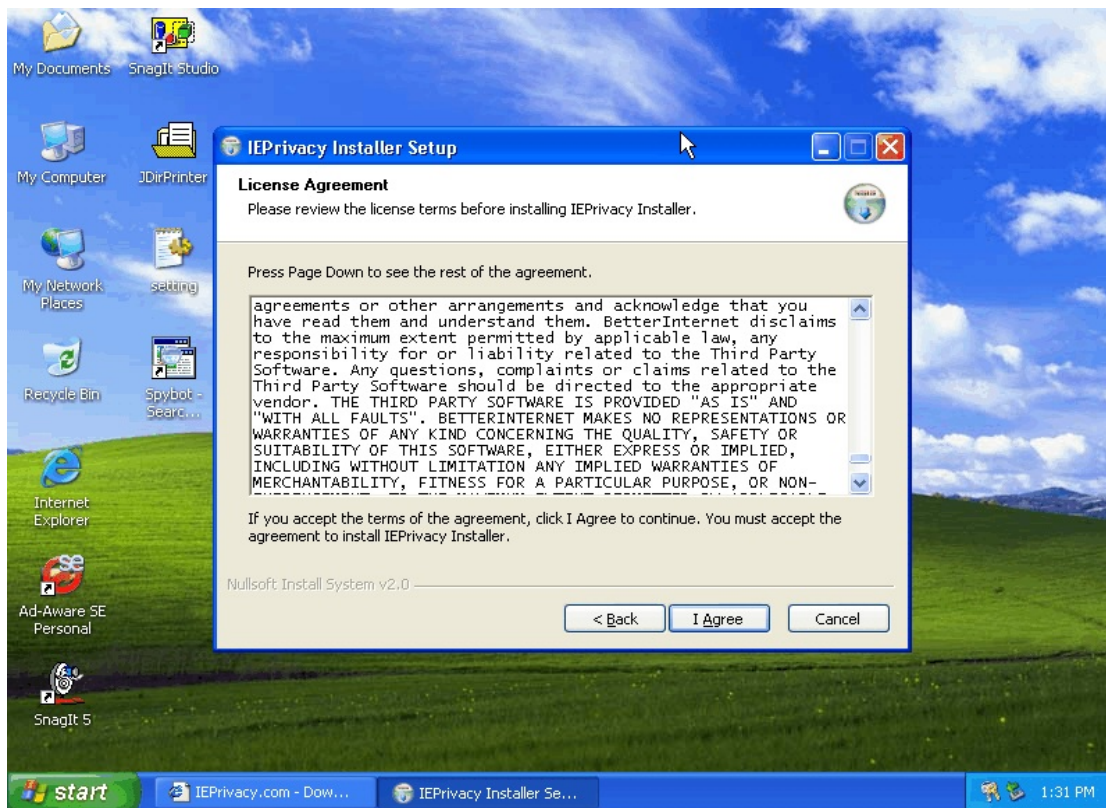 My Documents
SnagIt Studio
My Computer
JDirPrinter
My Network
Places
setting
Recycle Bin
Spybot -
Searc...
Internet
Explorer
Ad-Aware SE
Personal
SnagIt 5
IEPrivacy Installer Setup
License Agreement
Please review the license terms before installing IEPrivacy Installer.
Press Page Down to see the rest of the agreement.
agreements or other arrangements and acknowledge that you
have read them and understand them. BetterInternet disclaims
to the maximum extent permitted by applicable law, any
responsibility for or liability related to the Third Party
Software. Any questions, complaints or claims related to the
Third Party Software should be directed to the appropriate
vendor. THE THIRD PARTY SOFTWARE IS PROVIDED "AS IS" AND
"WITH ALL FAULTS". BETTERINTERNET MAKES NO REPRESENTATIONS OR
WARRANTIES OF ANY KIND CONCERNING THE QUALITY, SAFETY OR
SUITABILITY OF THIS SOFTWARE, EITHER EXPRESS OR IMPLIED,
INCLUDING WITHOUT LIMITATION ANY IMPLIED WARRANTIES OF
MERCHANTABILITY, FITNESS FOR A PARTICULAR PURPOSE, OR NON-
If you accept the terms of the agreement, click I Agree to continue. You must accept the
agreement to install IEPrivacy Installer.
Nullsoft Install System v2.0
< Back
I Agree
Cancel
start
IEPrivacy.com - Dow...
IEPrivacy Installer Se...
1:31 PM